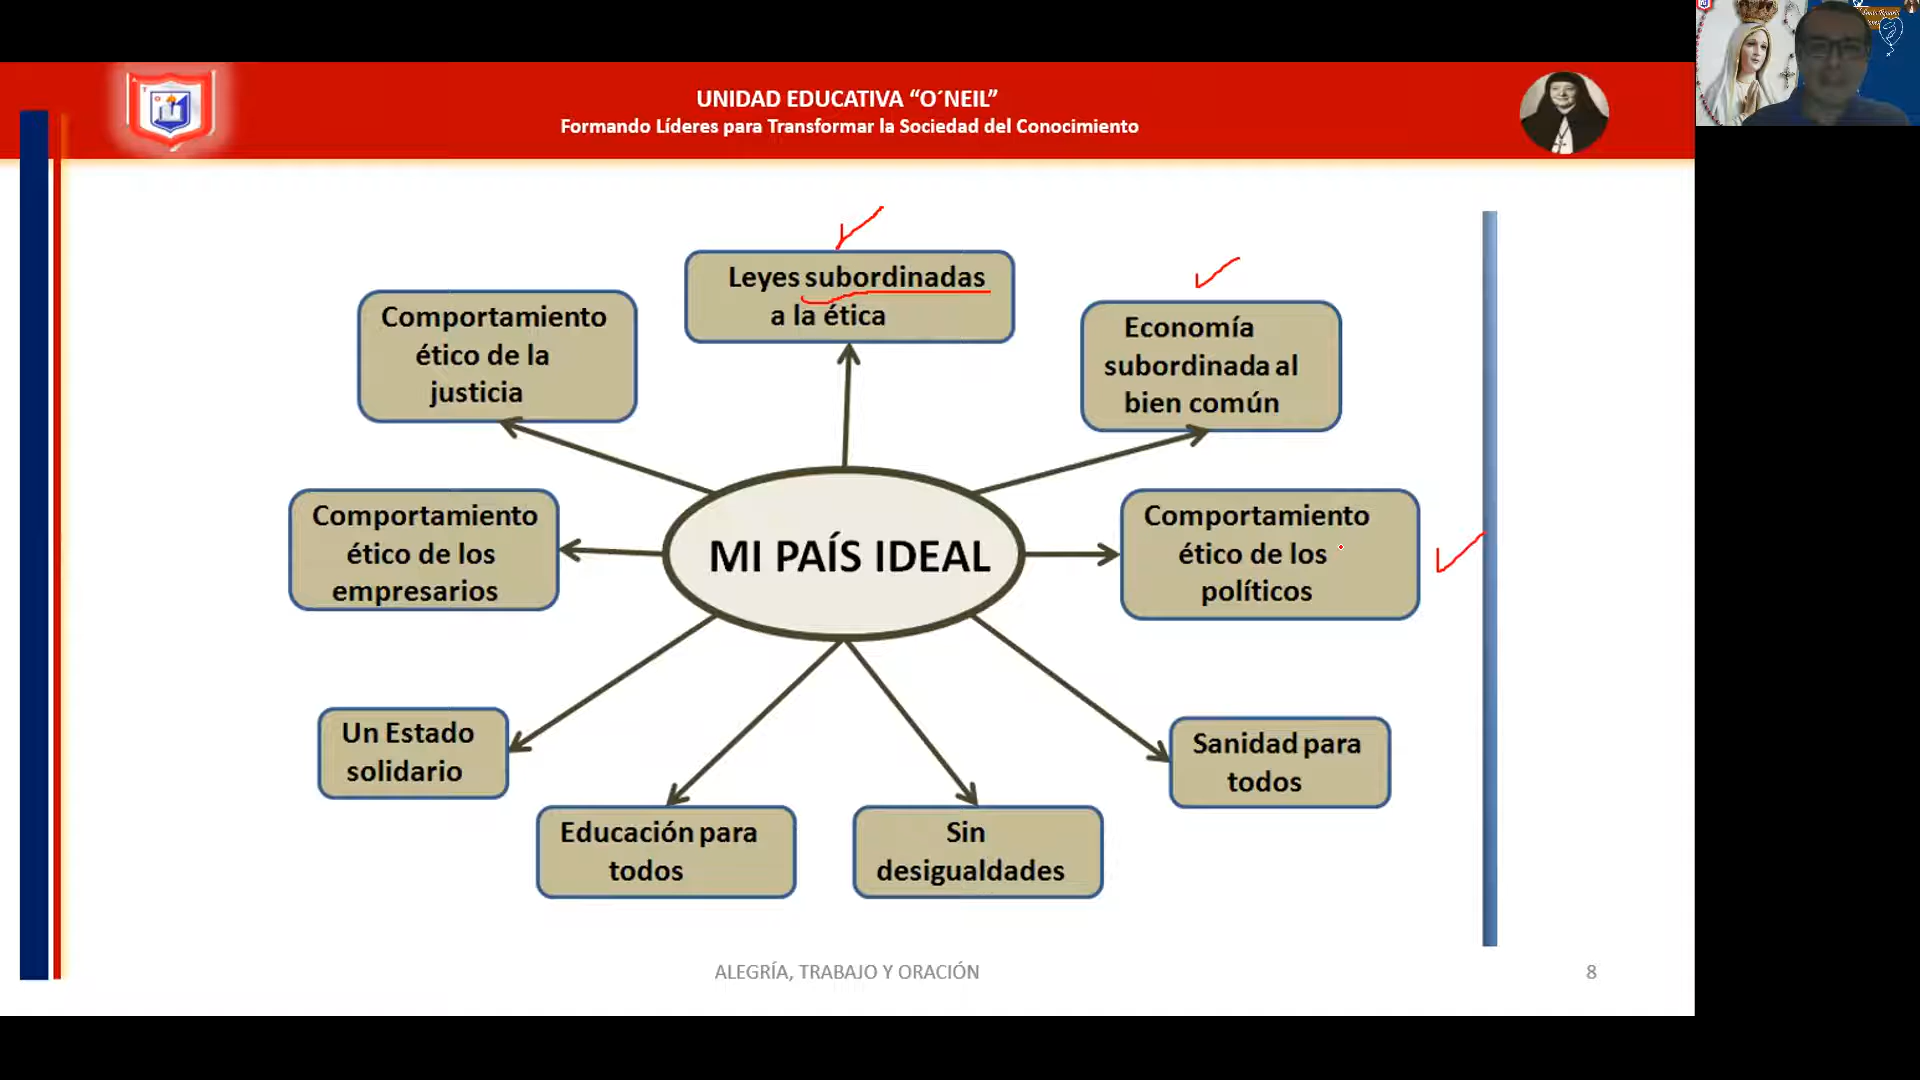 UNIDAD EDUCATIVA “O´NEIL”
Formando Líderes para Transformar la Sociedad del Conocimiento
Leyes subordinadas
a la ética
Comportamiento
ético de la
justicia
Economía
subordinada al
bien común
Comportamiento
ético de los
empresarios
MI PAÍS IDEAL
Comportamiento
ético de los
políticos
Un Estado
solidario
Sanidad para
todos
Educación para
todos
Sin
desigualdades
ALEGRÍA, TRABAJO Y ORACIÓN
8